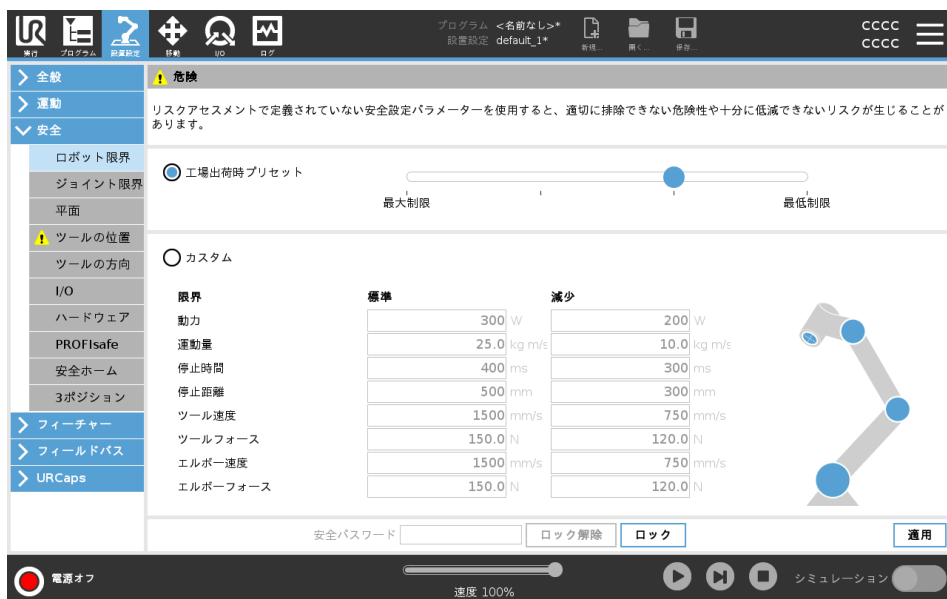 プログラム <名前なし>*
設置設定 default_1*
実行 プログラム 設置設定 移動 I/O ログ
新規... 開く... 保存...
CCCC
CCCC
全般
運動
安全
ロボット限界
ジョイント限界
平面
ツールの位置
ツールの方向
I/O
ハードウェア
PROFIsafe
安全ホーム
3ポジション
フィーチャー
フィールドバス
URCaps
危険
リスクアセスメントで定義されていない安全設定パラメーターを使用すると、適切に排除できない危険性や十分に低減できないリスクが生じることが
あります。
工場出荷時プリセット
最大制限 最低制限
カスタム
限界 標準 減少
動力 300 W 200 W
運動量 25.0 kg m/s 10.0 kg m/s
停止時間 400 ms 300 ms
停止距離 500 mm 300 mm
ツール速度 1500 mm/s 750 mm/s
ツールフォース 150.0 N 120.0 N
エルボー速度 1500 mm/s 750 mm/s
エルボーフォース 150.0 N 120.0 N
安全パスワード ロック解除 ロック 適用
電源オフ 速度 100% シミュレーション